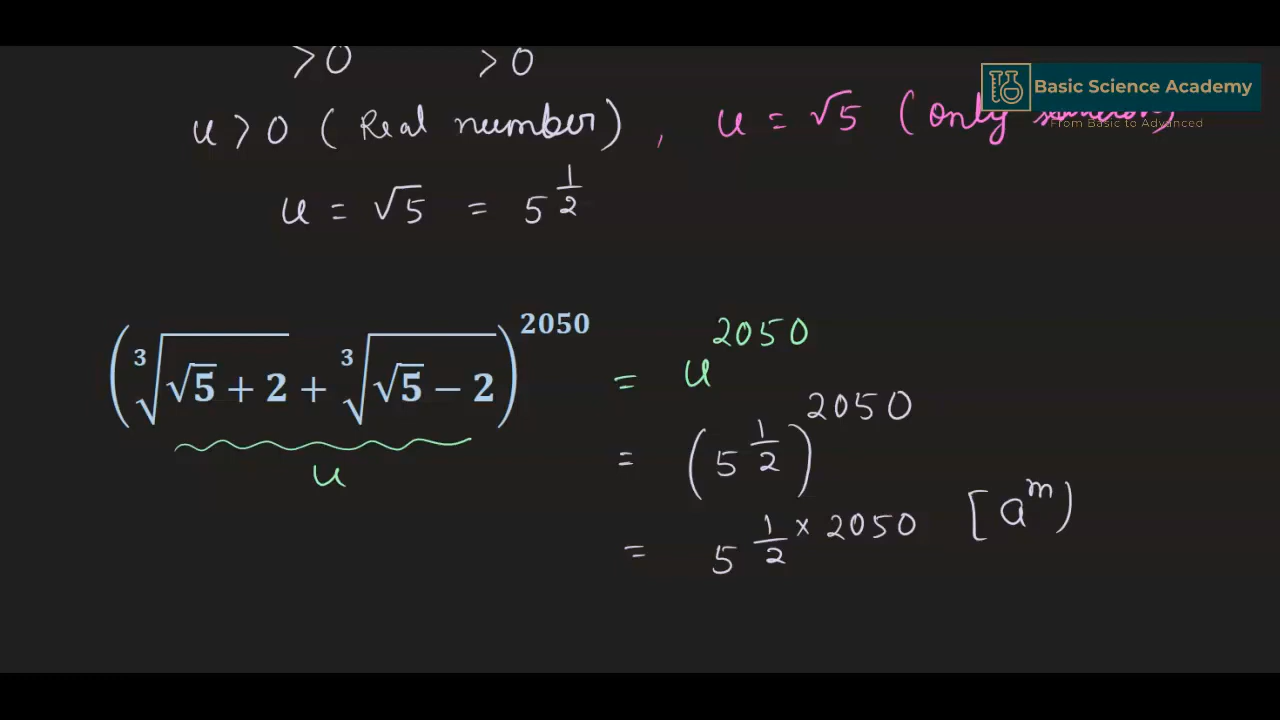 >0 >0
Basic Science Academy
From Basic to Advanced
u > 0 (Real number), u = √5 (Only
u = √5 = 5^(1/2)
(∛(√5 + 2) + ∛(√5 − 2))^2050 = u^2050
u
= (5^(1/2))^2050
= 5^(1/2 × 2050) [a^m)